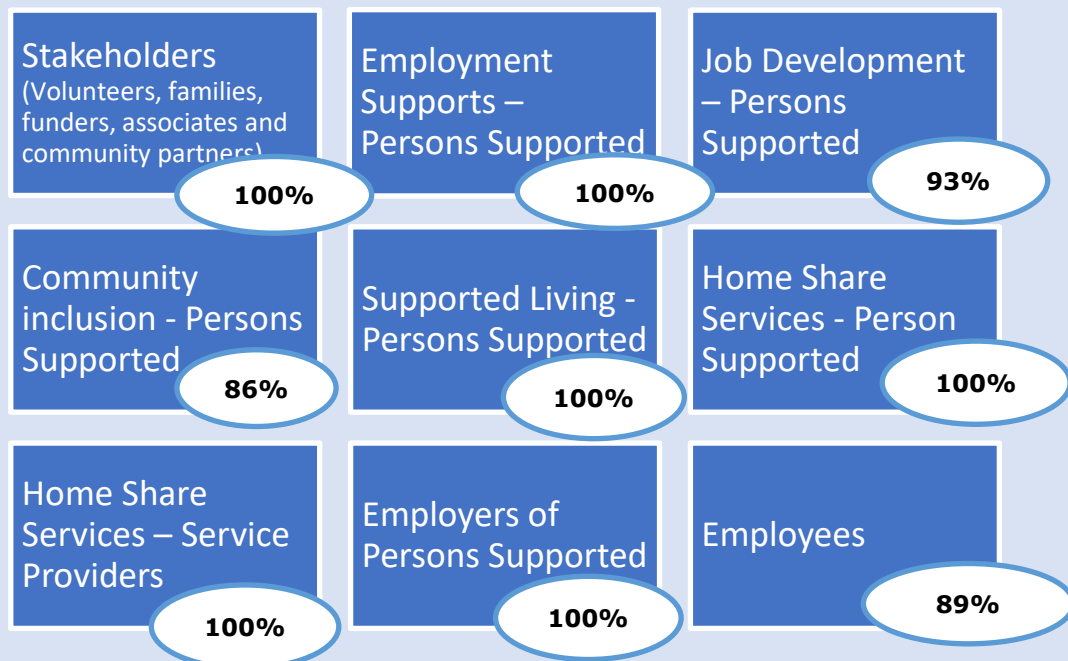 Stakeholders
(Volunteers, families,
funders, associates and
community partners)
100%
Employment
Supports –
Persons Supported
100%
Job Development
– Persons
Supported
93%
Community
inclusion - Persons
Supported
86%
Supported Living -
Persons Supported
100%
Home Share
Services - Person
Supported
100%
Home Share
Services – Service
Providers
100%
Employers of
Persons Supported
100%
Employees
89%